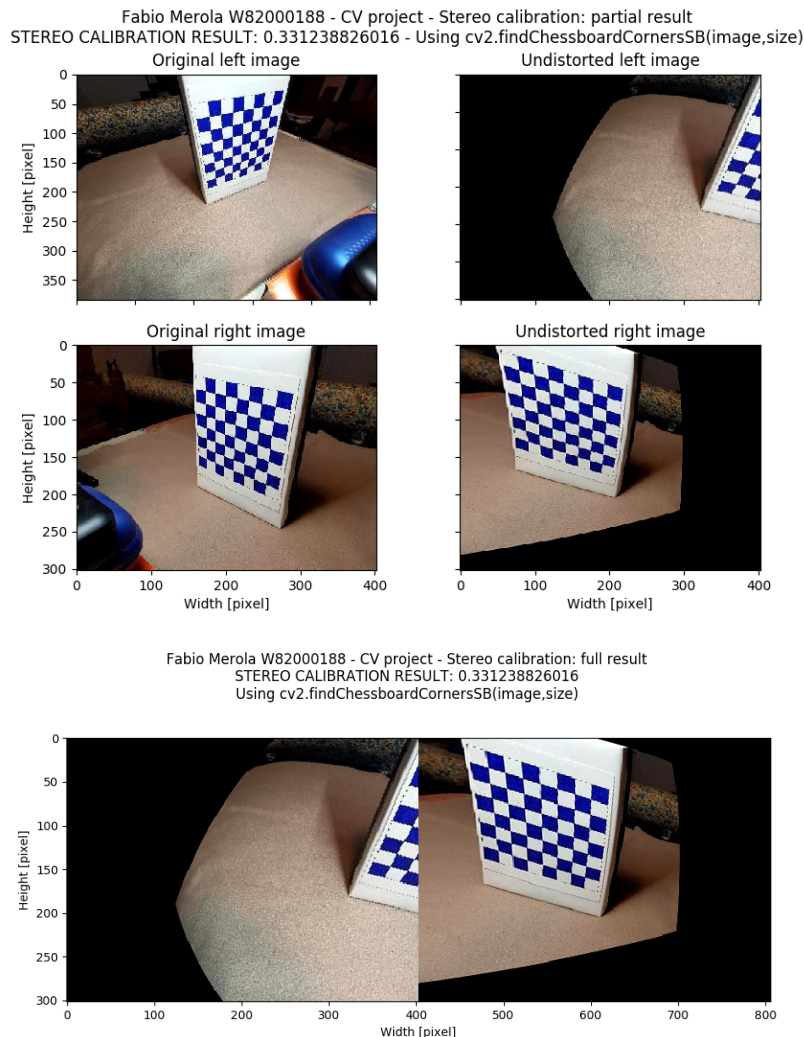 Fabio Merola W82000188 - CV project - Stereo calibration: partial result
STEREO CALIBRATION RESULT: 0.331238826016 - Using cv2.findChessboardCornersSB(image,size)
Original left image
Undistorted left image
0
50
100
150
200
250
300
350
Height [pixel]
Original right image
Undistorted right image
0
50
100
150
200
250
300
Height [pixel]
0 100 200 300 400
0 100 200 300 400
Width [pixel]
Width [pixel]
Fabio Merola W82000188 - CV project - Stereo calibration: full result
STEREO CALIBRATION RESULT: 0.331238826016
Using cv2.findChessboardCornersSB(image,size)
0
50
100
150
200
250
300
Height [pixel]
0 100 200 300 400 500 600 700 800
Width [pixel]